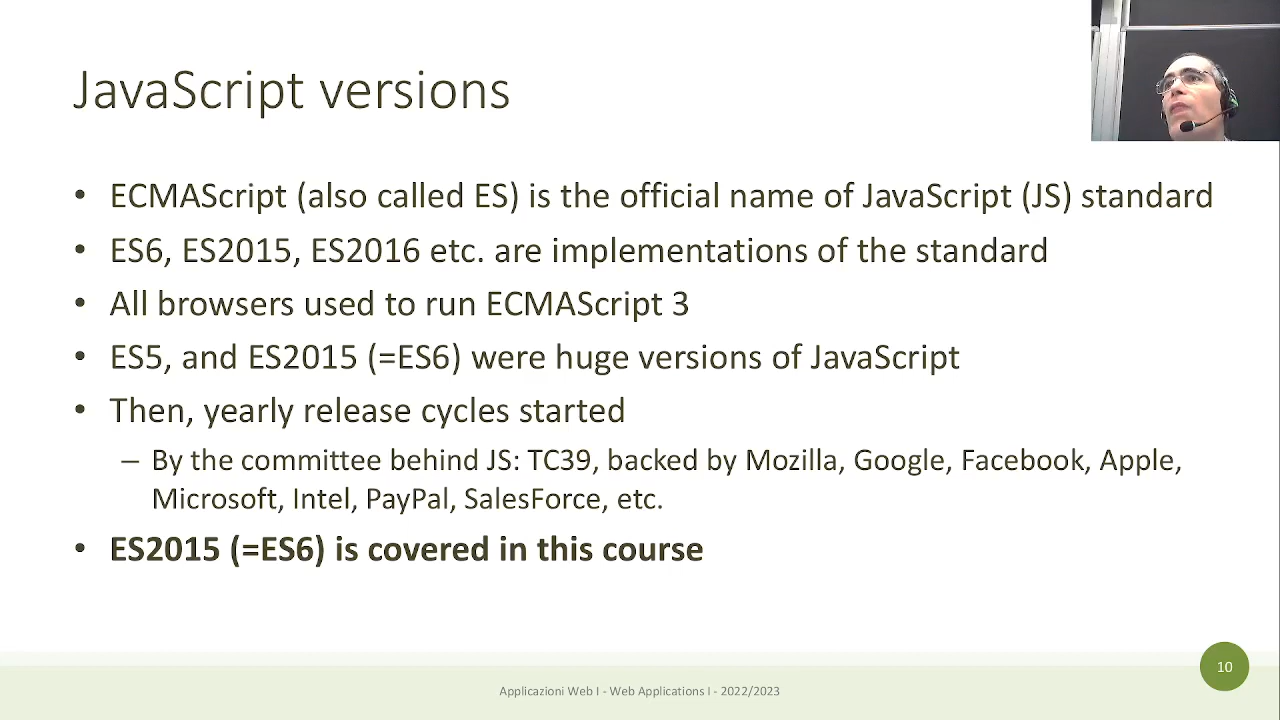 JavaScript versions
• ECMAScript (also called ES) is the official name of JavaScript (JS) standard
• ES6, ES2015, ES2016 etc. are implementations of the standard
• All browsers used to run ECMAScript 3
• ES5, and ES2015 (=ES6) were huge versions of JavaScript
• Then, yearly release cycles started
– By the committee behind JS: TC39, backed by Mozilla, Google, Facebook, Apple,
Microsoft, Intel, PayPal, SalesForce, etc.
• ES2015 (=ES6) is covered in this course
10
Applicazioni Web I - Web Applications I - 2022/2023